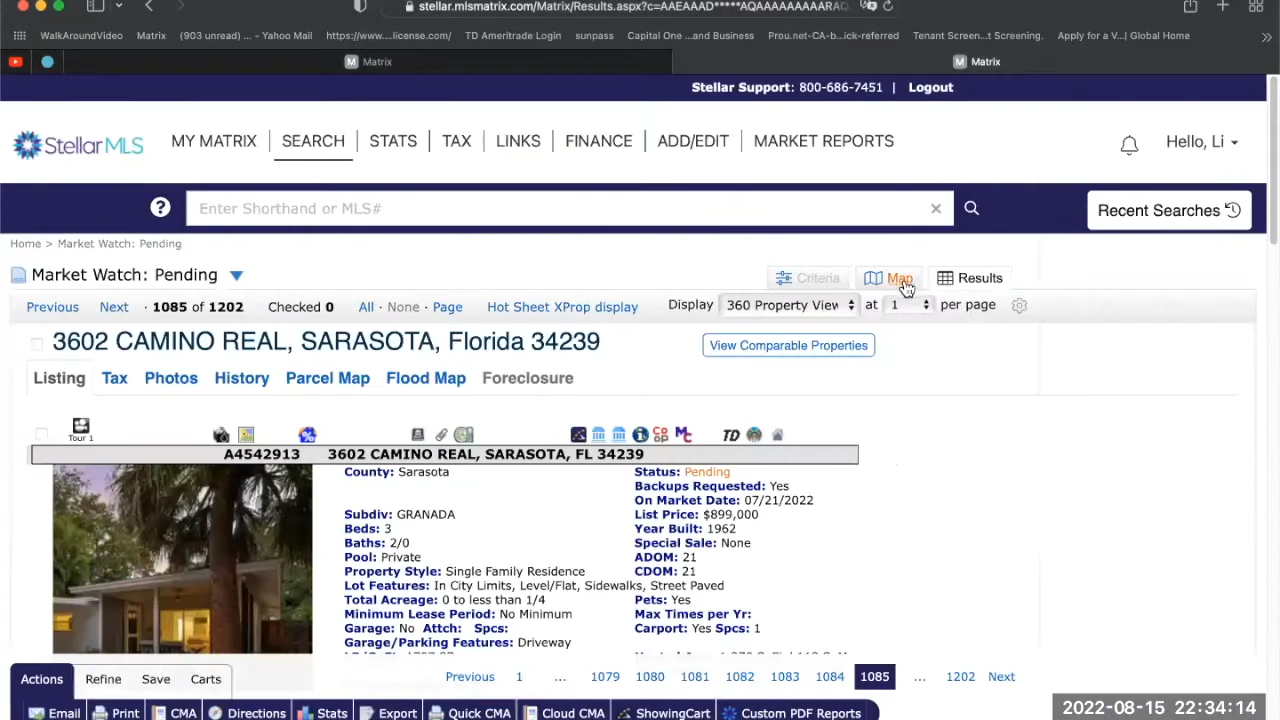 stellar.mlsmatrix.com/Matrix/Results.aspx?c=AAEAAAD*****AQAAAAAAAAARAQ
WalkAroundVideo Matrix (903 unread) ... - Yahoo Mail https://www....license.com/ TD Ameritrade Login sunpass Capital One ...and Business Prou.net-CA-b...ick-referred Tenant Screen...t Screening. Apply for a V...| Global Home
M Matrix M Matrix
Stellar Support: 800-686-7451 | Logout
StellarMLS MY MATRIX SEARCH STATS TAX LINKS FINANCE ADD/EDIT MARKET REPORTS Hello, Li
? Enter Shorthand or MLS# Recent Searches
Home > Market Watch: Pending
Market Watch: Pending Criteria Map Results
Previous Next · 1085 of 1202 Checked 0 All · None · Page Hot Sheet XProp display Display 360 Property View at 1 per page
3602 CAMINO REAL, SARASOTA, Florida 34239 View Comparable Properties
Listing Tax Photos History Parcel Map Flood Map Foreclosure
Tour 1
A4542913 3602 CAMINO REAL, SARASOTA, FL 34239
County: Sarasota Status: Pending
Backups Requested: Yes
On Market Date: 07/21/2022
Subdiv: GRANADA List Price: $899,000
Beds: 3 Year Built: 1962
Baths: 2/0 Special Sale: None
Pool: Private ADOM: 21
Property Style: Single Family Residence CDOM: 21
Lot Features: In City Limits, Level/Flat, Sidewalks, Street Paved
Total Acreage: 0 to less than 1/4 Pets: Yes
Minimum Lease Period: No Minimum Max Times per Yr:
Garage: No Attch: Spcs: Carport: Yes Spcs: 1
Garage/Parking Features: Driveway
Actions Refine Save Carts Previous 1 ... 1079 1080 1081 1082 1083 1084 1085 ... 1202 Next
Email Print CMA Directions Stats Export Quick CMA Cloud CMA ShowingCart Custom PDF Reports
2022-08-15 22:34:14